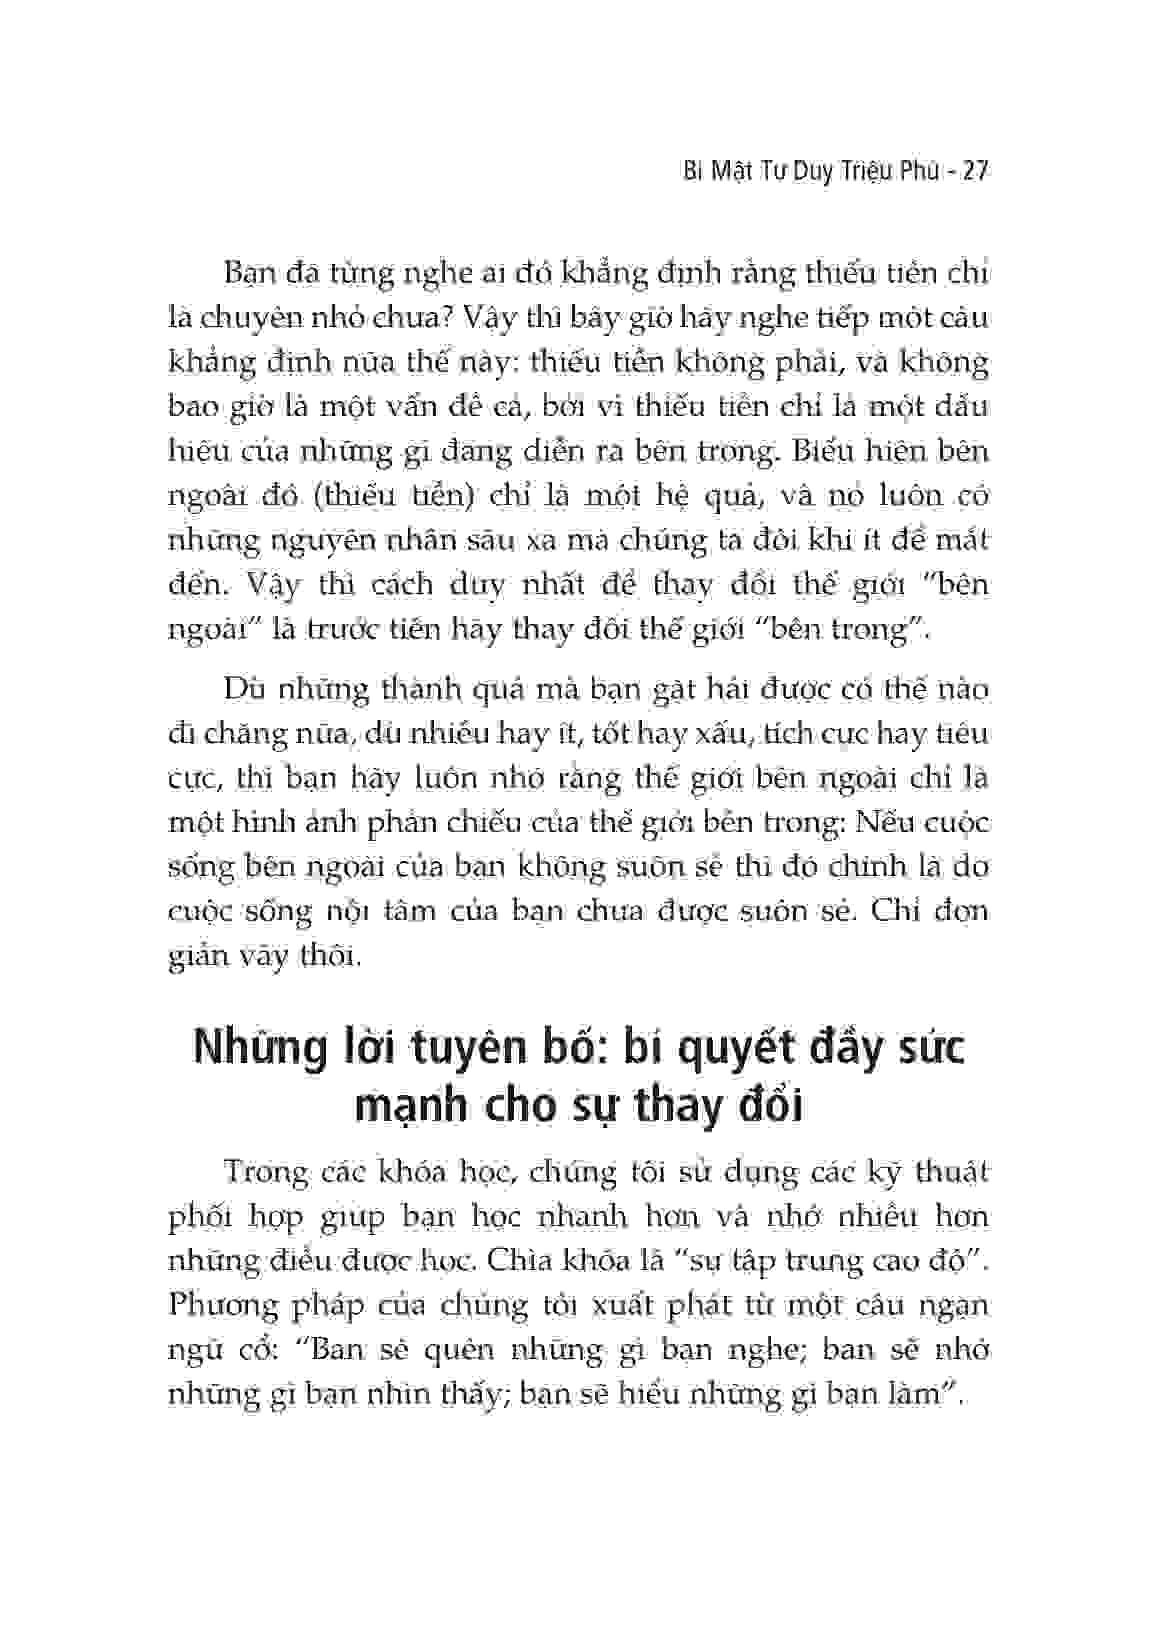 Bí Mật Tư Duy Triệu Phú - 27
Bạn đã từng nghe ai đó khẳng định rằng thiếu tiền chỉ
là chuyện nhỏ chưa? Vậy thì bây giờ hãy nghe tiếp một câu
khẳng định nữa thế này: thiếu tiền không phải, và không
bao giờ là một vấn đề cả, bởi vì thiếu tiền chỉ là một dấu
hiệu của những gì đang diễn ra bên trong. Biểu hiện bên
ngoài đó (thiếu tiền) chỉ là một hệ quả, và nó luôn có
những nguyên nhân sâu xa mà chúng ta đôi khi ít để mắt
đến. Vậy thì cách duy nhất để thay đổi thế giới “bên
ngoài” là trước tiên hãy thay đổi thế giới “bên trong”.
Dù những thành quả mà bạn gặt hái được có thế nào
đi chăng nữa, dù nhiều hay ít, tốt hay xấu, tích cực hay tiêu
cực, thì bạn hãy luôn nhớ rằng thế giới bên ngoài chỉ là
một hình ảnh phản chiếu của thế giới bên trong: Nếu cuộc
sống bên ngoài của bạn không suôn sẻ thì đó chính là do
cuộc sống nội tâm của bạn chưa được suôn sẻ. Chỉ đơn
giản vậy thôi.
Những lời tuyên bố: bí quyết đầy sức
mạnh cho sự thay đổi
Trong các khóa học, chúng tôi sử dụng các kỹ thuật
phối hợp giúp bạn học nhanh hơn và nhớ nhiều hơn
những điều được học. Chìa khóa là “sự tập trung cao độ”.
Phương pháp của chúng tôi xuất phát từ một câu ngạn
ngữ cổ: “Bạn sẽ quên những gì bạn nghe; bạn sẽ nhớ
những gì bạn nhìn thấy; bạn sẽ hiểu những gì bạn làm”.